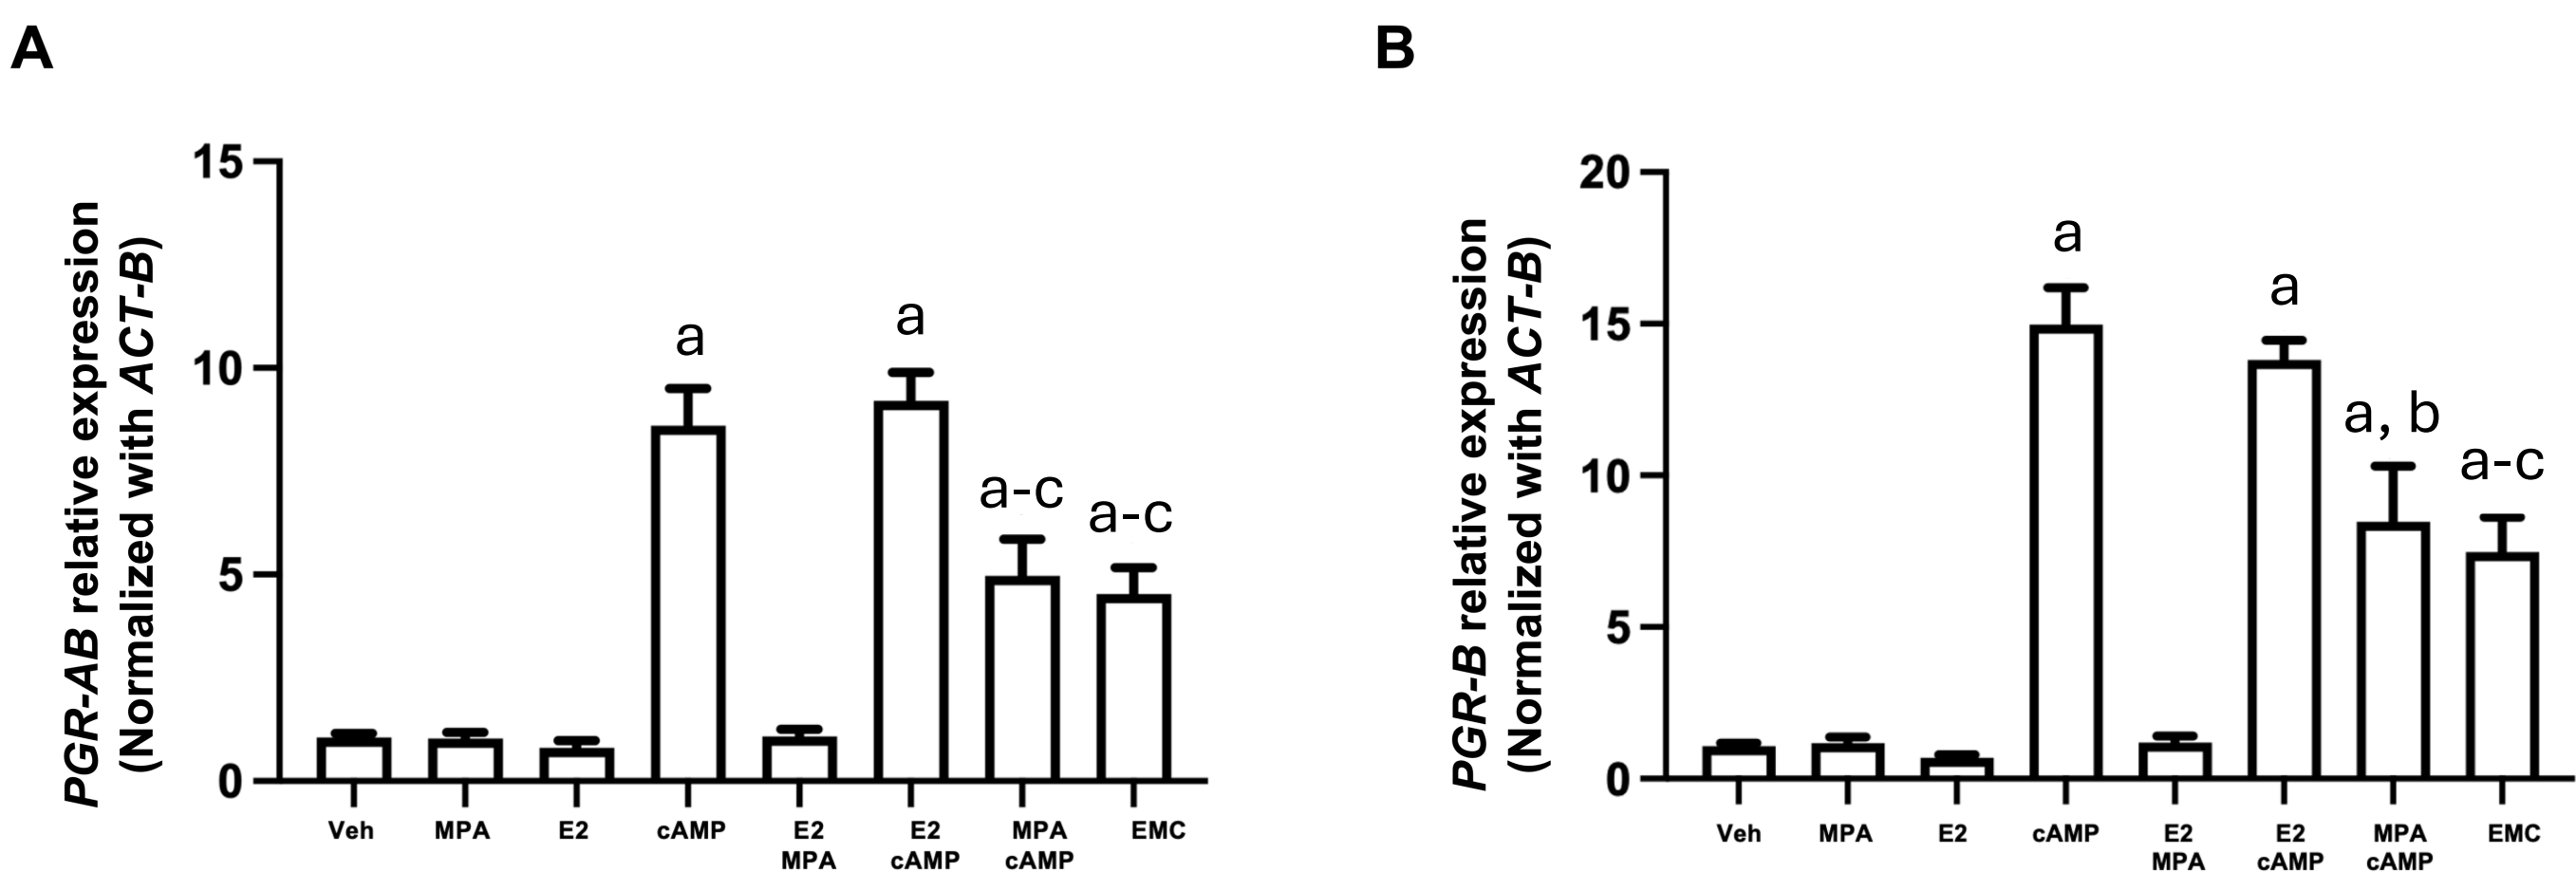 A
B
PGR-AB relative expression
(Normalized with ACT-B)
15
10
5
0
a
a
a-c
a-c
Veh MPA E2 cAMP E2 E2 MPA EMC
MPA cAMP cAMP
PGR-B relative expression
(Normalized with ACT-B)
20
15
10
5
0
a
a
a, b
a-c
Veh MPA E2 cAMP E2 E2 MPA EMC
MPA cAMP cAMP